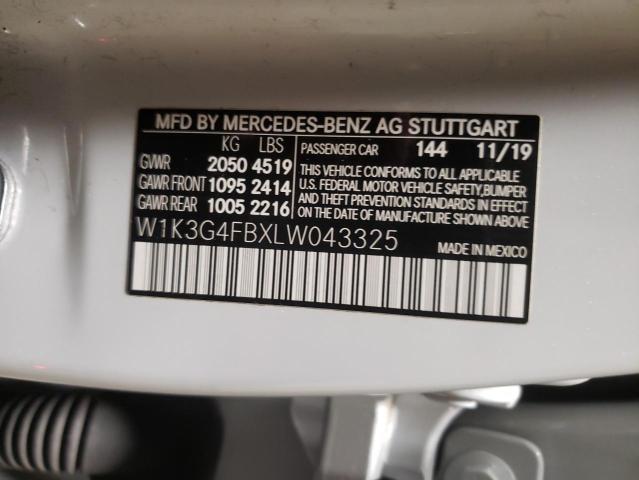 MFD BY MERCEDES-BENZ AG STUTTGART
KG LBS PASSENGER CAR 144 11/19
GVWR 2050 4519 THIS VEHICLE CONFORMS TO ALL APPLICABLE
GAWR FRONT 1095 2414 U.S. FEDERAL MOTOR VEHICLE SAFETY, BUMPER
GAWR REAR 1005 2216 AND THEFT PREVENTION STANDARDS IN EFFECT
ON THE DATE OF MANUFACTURE SHOWN ABOVE
W1K3G4FBXLW043325 MADE IN MEXICO